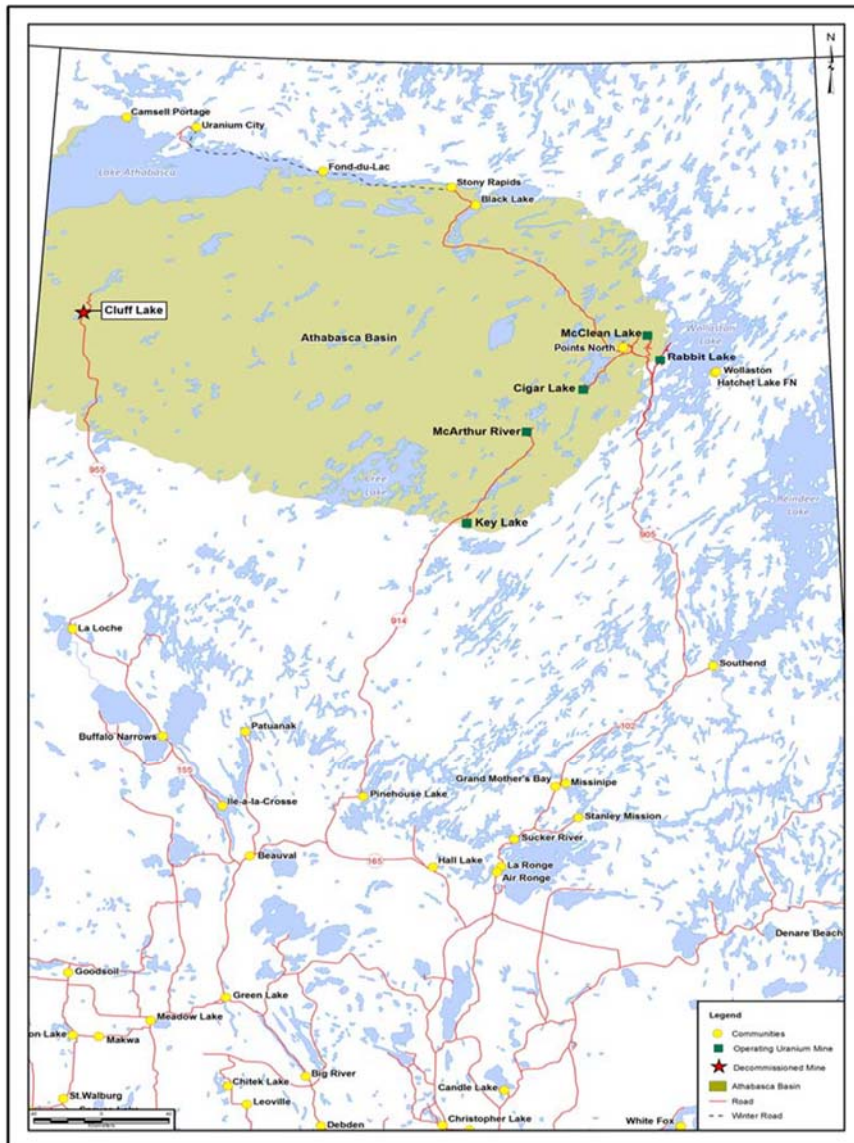 N
Camsell Portage
Uranium City
Lake Athabasca
Fond-du-Lac
Stony Rapids
Black Lake
Cluff Lake
Athabasca Basin
McClean Lake
Wollaston
Lake
Points North
Rabbit Lake
Wollaston
Hatchet Lake FN
Cigar Lake
McArthur River
955
Cree
Lake
Reindeer
Lake
Key Lake
905
914
La Loche
Southend
Patuanak
Buffalo Narrows
102
155
Grand Mother's Bay
Missinipe
Pinehouse Lake
Ile-a-la-Crosse
Stanley Mission
Sucker River
Beauval
165
Hall Lake
La Ronge
Air Ronge
Denare Beach
Goodsoil
Green Lake
Meadow Lake
on Lake
Makwa
Big River
Chitek Lake
Candle Lake
St.Walburg
Leoville
Debden
Christopher Lake
White Fox
Legend
Communities
Operating Uranium Mine
Decommissioned Mine
Athabasca Basin
Road
Winter Road